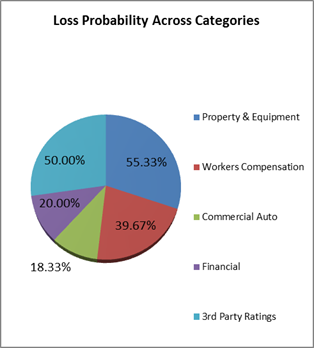 Loss Probability Across Categories
50.00%
55.33%
20.00%
39.67%
18.33%
Property & Equipment
Workers Compensation
Commercial Auto
Financial
3rd Party Ratings